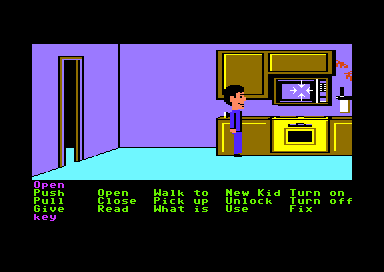 Open
Push Open Walk to New Kid Turn on
Pull Close Pick up Unlock Turn off
Give Read What is Use Fix
key